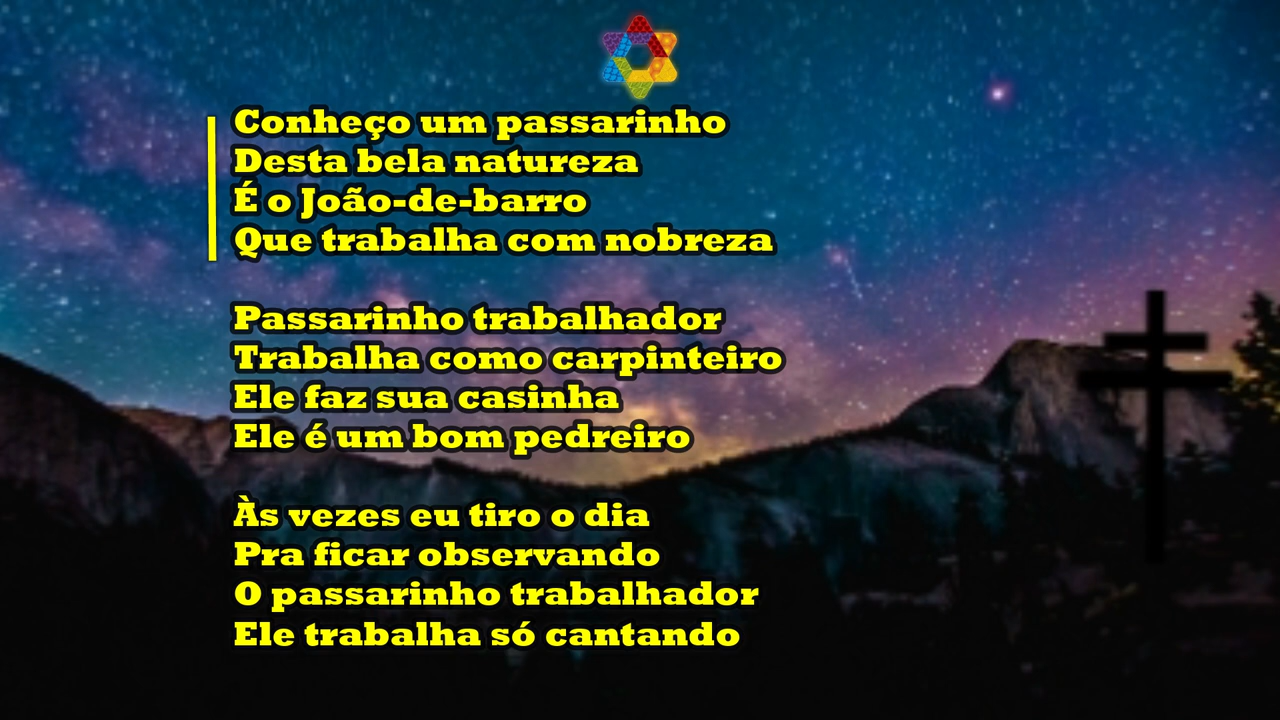 Conheço um passarinho
Desta bela natureza
É o João-de-barro
Que trabalha com nobreza
Passarinho trabalhador
Trabalha como carpinteiro
Ele faz sua casinha
Ele é um bom pedreiro
Às vezes eu tiro o dia
Pra ficar observando
O passarinho trabalhador
Ele trabalha só cantando